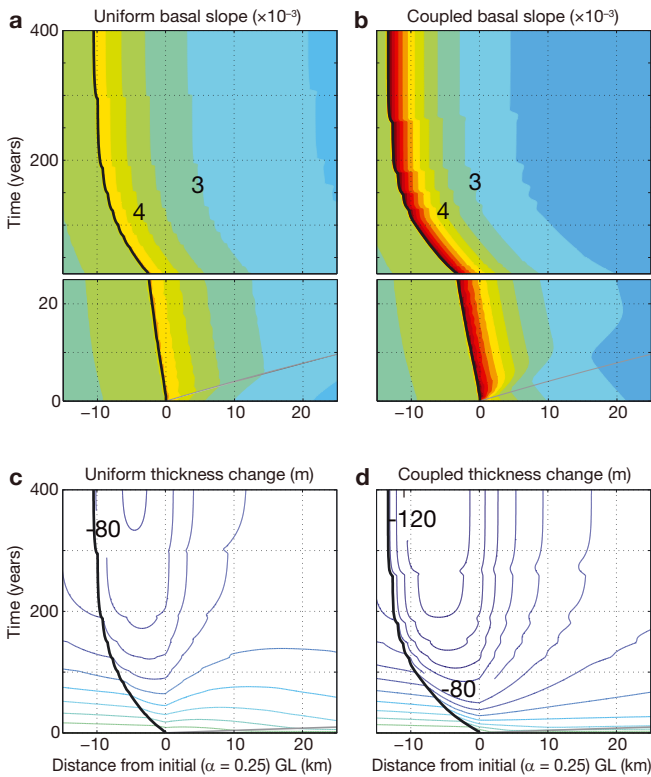 a Uniform basal slope (×10⁻³)
b Coupled basal slope (×10⁻³)
400
200
Time (years)
3
4
3
4
20
0
−10 0 10 20
−10 0 10 20
c Uniform thickness change (m)
d Coupled thickness change (m)
400
-80
-120
200
Time (years)
-80
0
−10 0 10 20
−10 0 10 20
Distance from initial (α = 0.25) GL (km)
Distance from initial (α = 0.25) GL (km)